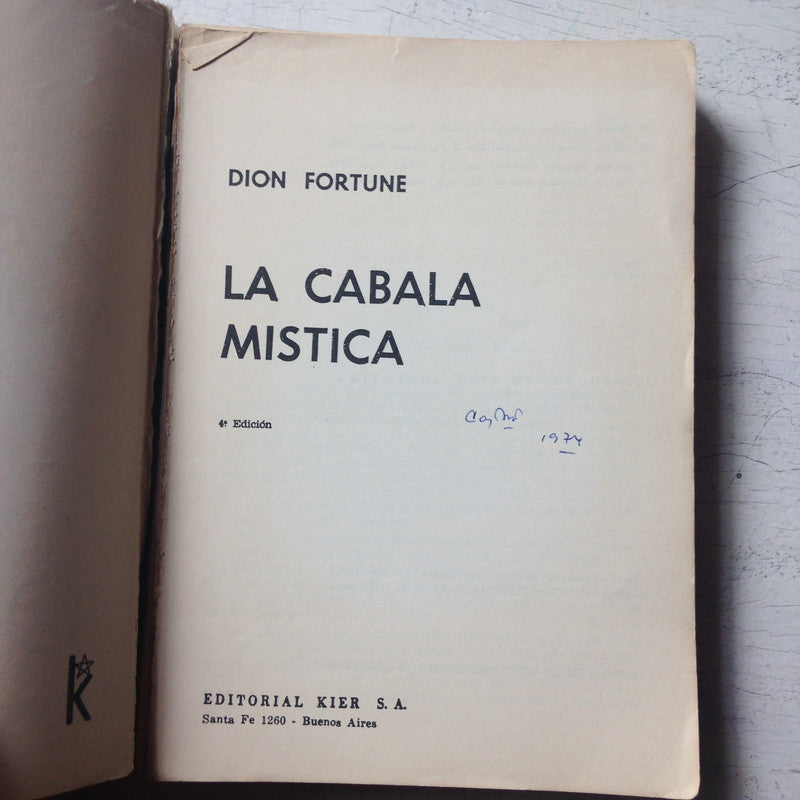 DION FORTUNE
LA CABALA
MISTICA
4ª Edición
1974
K
EDITORIAL KIER S. A.
Santa Fe 1260 - Buenos Aires